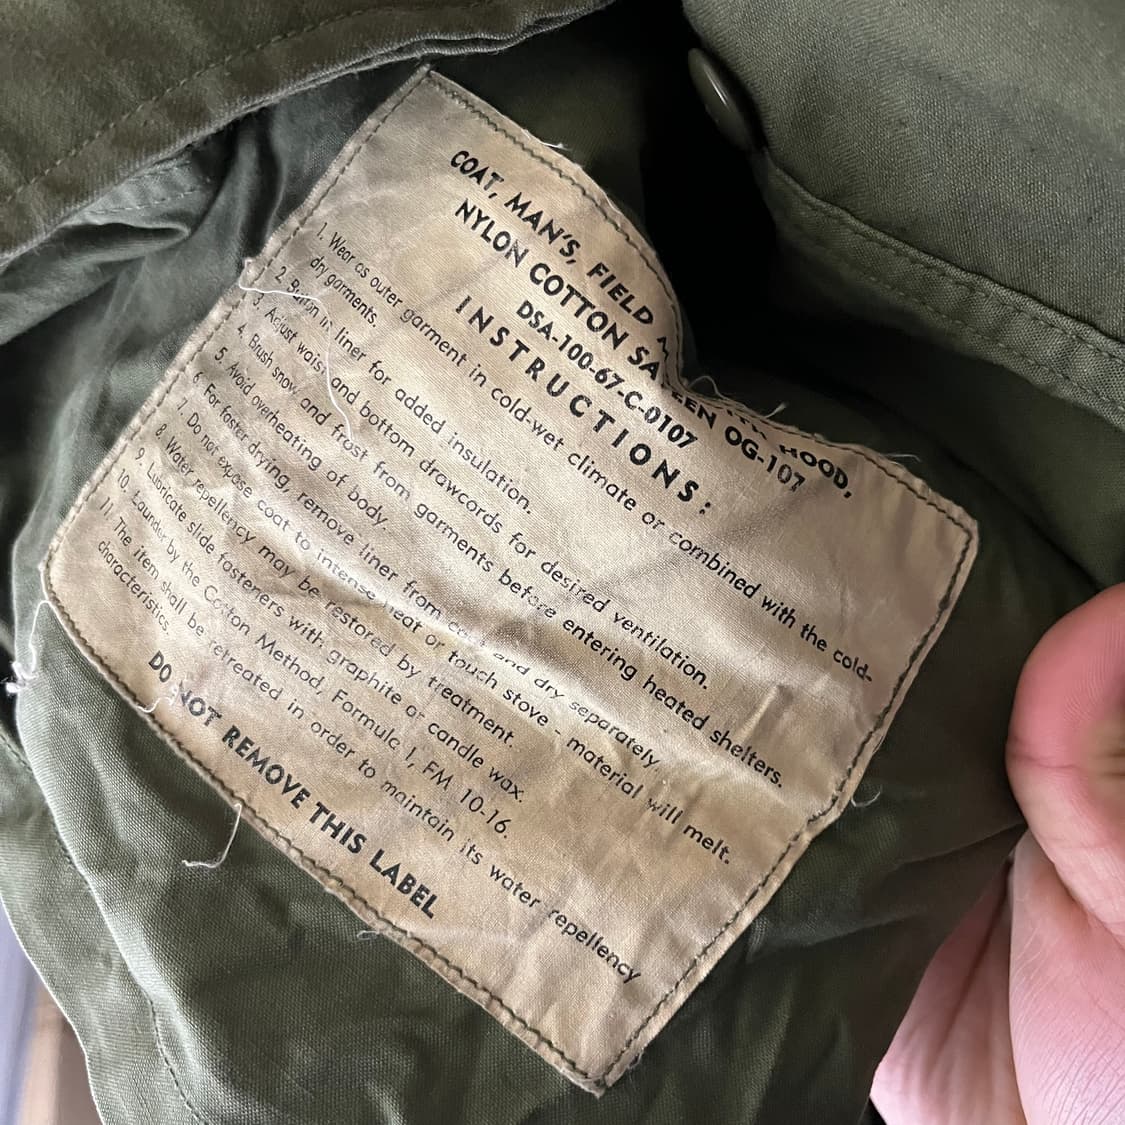 COAT, MAN'S, FIELD HOOD,
NYLON COTTON SATEEN OG-107
DSA-100-67-C-0107
INSTRUCTIONS:
1. Wear as outer garment in cold-wet climate or combined with the cold-
dry garments.
2. Button in liner for added insulation.
3. Adjust waist and bottom drawcords for desired ventilation.
4. Brush snow and frost from garments before entering heated shelters.
5. Avoid overheating of body.
6. For faster drying, remove liner from coat and dry separately.
7. Do not expose coat to intense heat or touch stove - material will melt.
8. Water repellency may be restored by treatment.
9. Lubricate slide fasteners with graphite or candle wax.
10. Launder by the Cotton Method, Formula 1, FM 10-16.
11. The item shall be retreated in order to maintain its water repellency
characteristics.
DO NOT REMOVE THIS LABEL